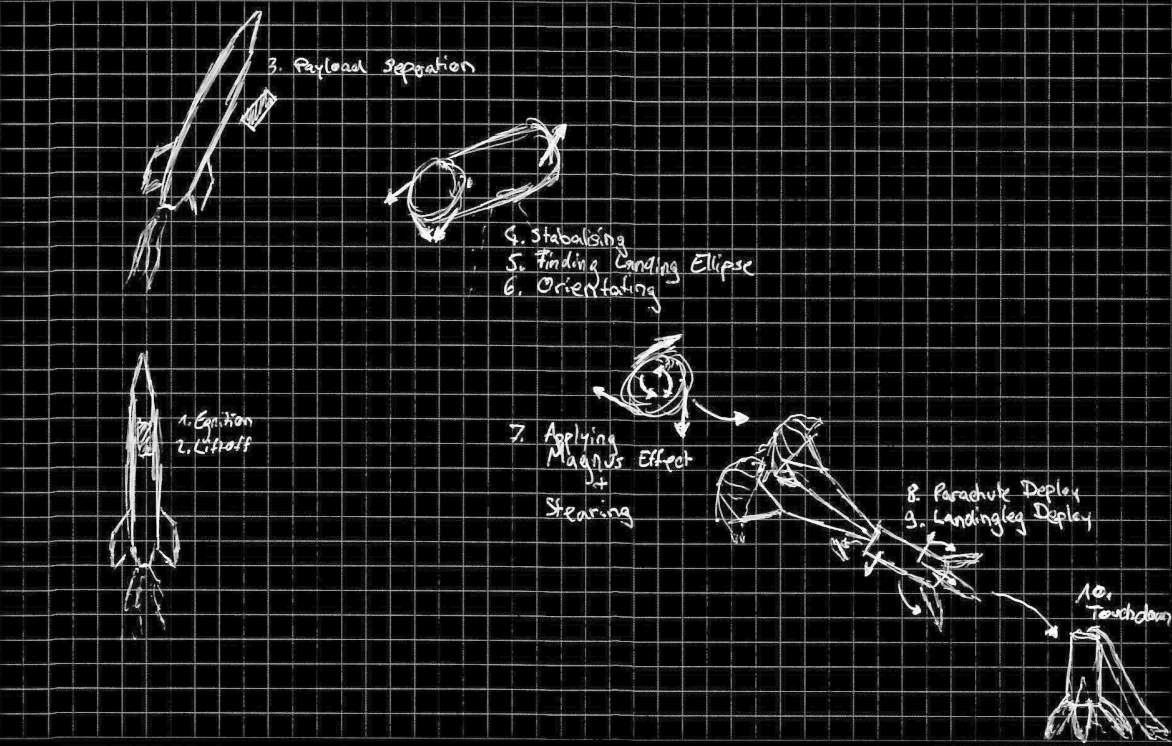 3. Payload Seperation
4. Stabalising
5. Finding Landing Ellipse
6. Orientating
1. Egnition
2. Liftoff
7. Applying
Magnus Effect
+
Stearing
8. Parachute Deploy
9. Landingleg Deploy
10.
Touchdown